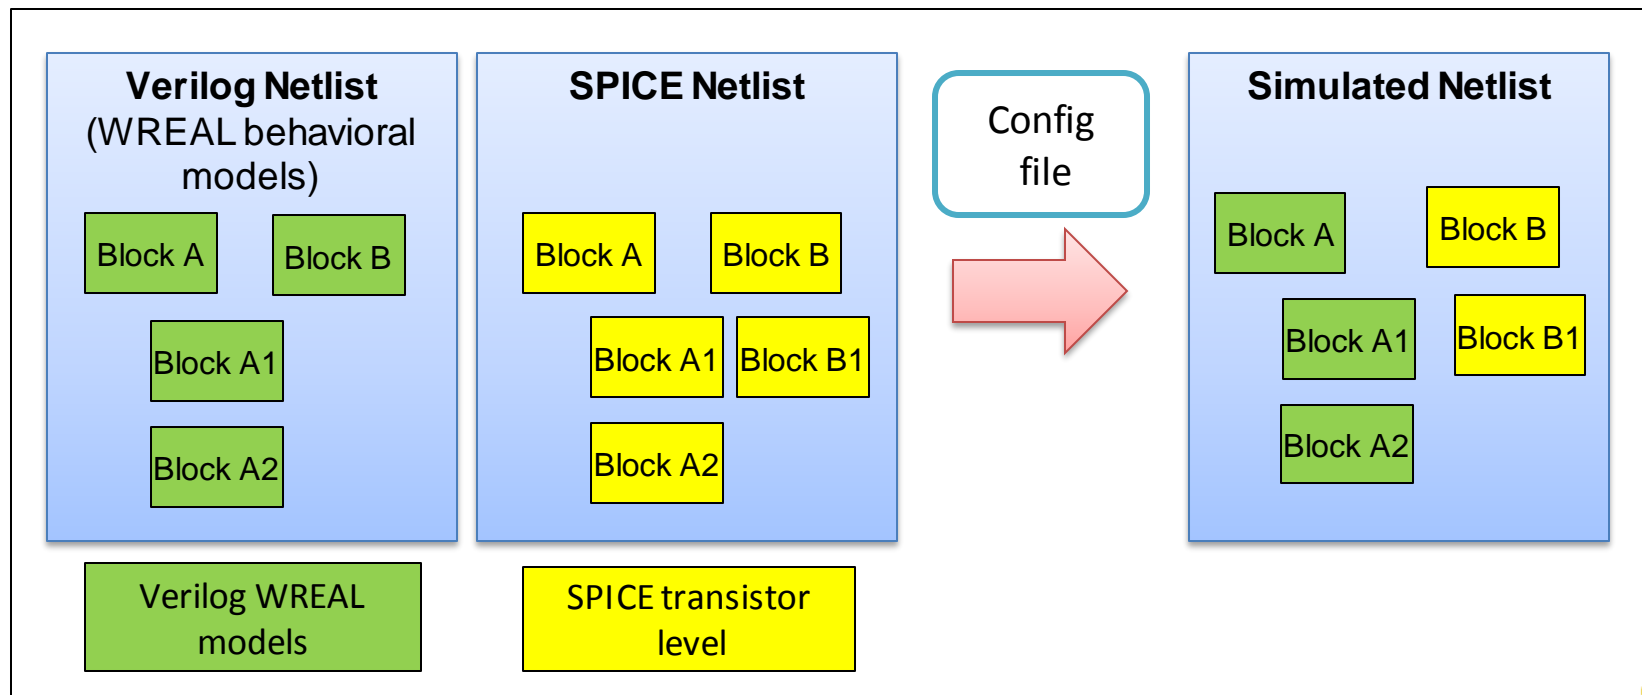 Verilog Netlist
(WREAL behavioral
models)
Block A
Block B
Block A1
Block A2
SPICE Netlist
Block A
Block B
Block A1
Block B1
Block A2
Config
file
Simulated Netlist
Block A
Block B
Block A1
Block B1
Block A2
Verilog WREAL
models
SPICE transistor
level